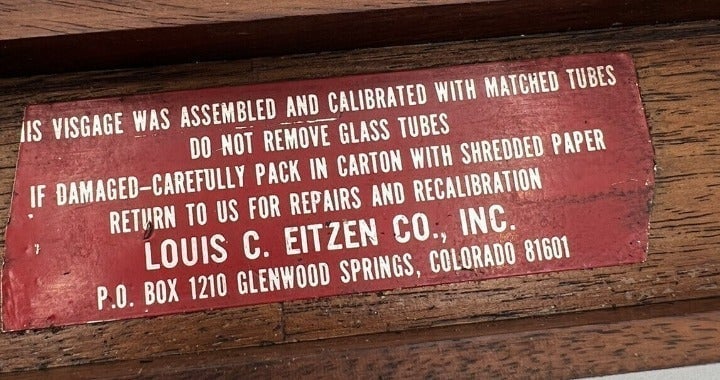 IS VISGAGE WAS ASSEMBLED AND CALIBRATED WITH MATCHED TUBES
DO NOT REMOVE GLASS TUBES
IF DAMAGED-CAREFULLY PACK IN CARTON WITH SHREDDED PAPER
RETURN TO US FOR REPAIRS AND RECALIBRATION
LOUIS C. EITZEN CO., INC.
P.O. BOX 1210 GLENWOOD SPRINGS, COLORADO 81601